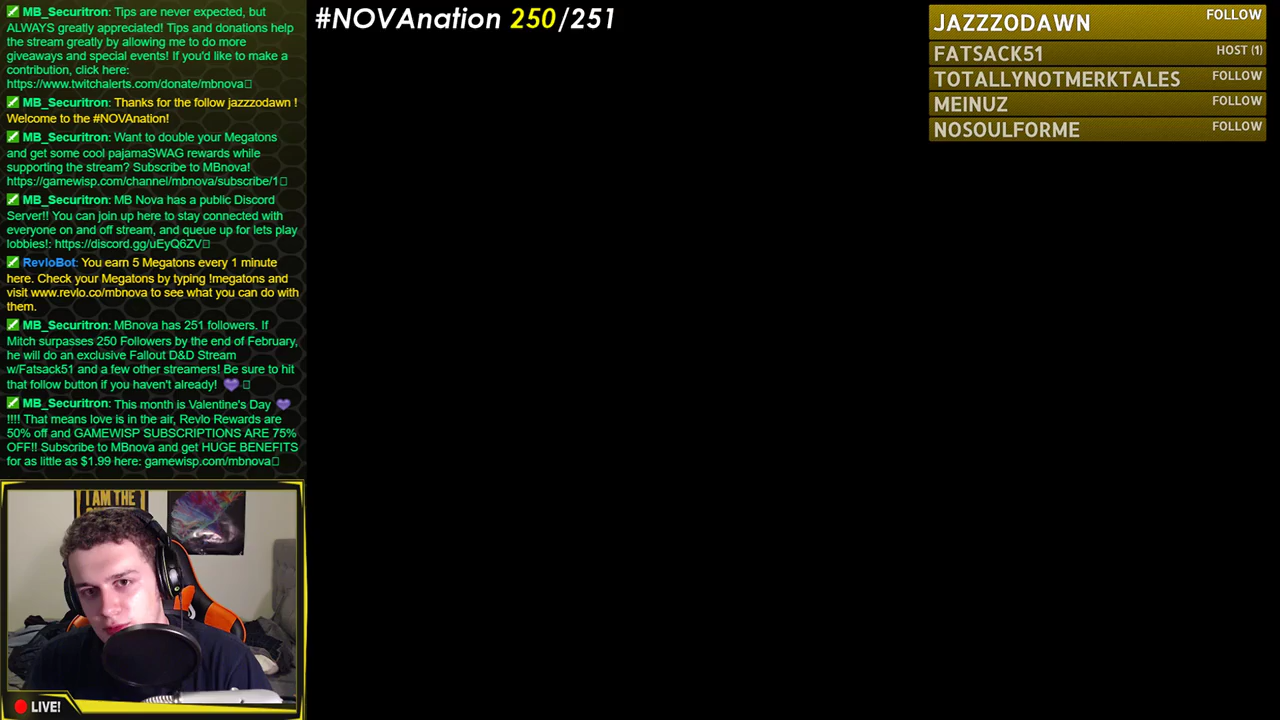 MB_Securitron: Tips are never expected, but
ALWAYS greatly appreciated! Tips and donations help
the stream greatly by allowing me to do more
giveaways and special events! If you'd like to make a
contribution, click here:
https://www.twitchalerts.com/donate/mbnova
MB_Securitron: Thanks for the follow jazzzodawn !
Welcome to the #NOVAnation!
MB_Securitron: Want to double your Megatons
and get some cool pajamaSWAG rewards while
supporting the stream? Subscribe to MBnova!
https://gamewisp.com/channel/mbnova/subscribe/1
MB_Securitron: MB Nova has a public Discord
Server!! You can join up here to stay connected with
everyone on and off stream, and queue up for lets play
lobbies!: https://discord.gg/uEyQ6ZV
RevloBot: You earn 5 Megatons every 1 minute
here. Check your Megatons by typing !megatons and
visit www.revlo.co/mbnova to see what you can do with
them.
MB_Securitron: MBnova has 251 followers. If
Mitch surpasses 250 Followers by the end of February,
he will do an exclusive Fallout D&D Stream
w/Fatsack51 and a few other streamers! Be sure to hit
that follow button if you haven't already!
MB_Securitron: This month is Valentine's Day
!!!! That means love is in the air, Revlo Rewards are
50% off and GAMEWISP SUBSCRIPTIONS ARE 75%
OFF!! Subscribe to MBnova and get HUGE BENEFITS
for as little as $1.99 here: gamewisp.com/mbnova
I AM THE
LIVE!
#NOVAnation 250/251
JAZZZODAWN FOLLOW
FATSACK51 HOST (1)
TOTALLYNOTMERKTALES FOLLOW
MEINUZ FOLLOW
NOSOULFORME FOLLOW